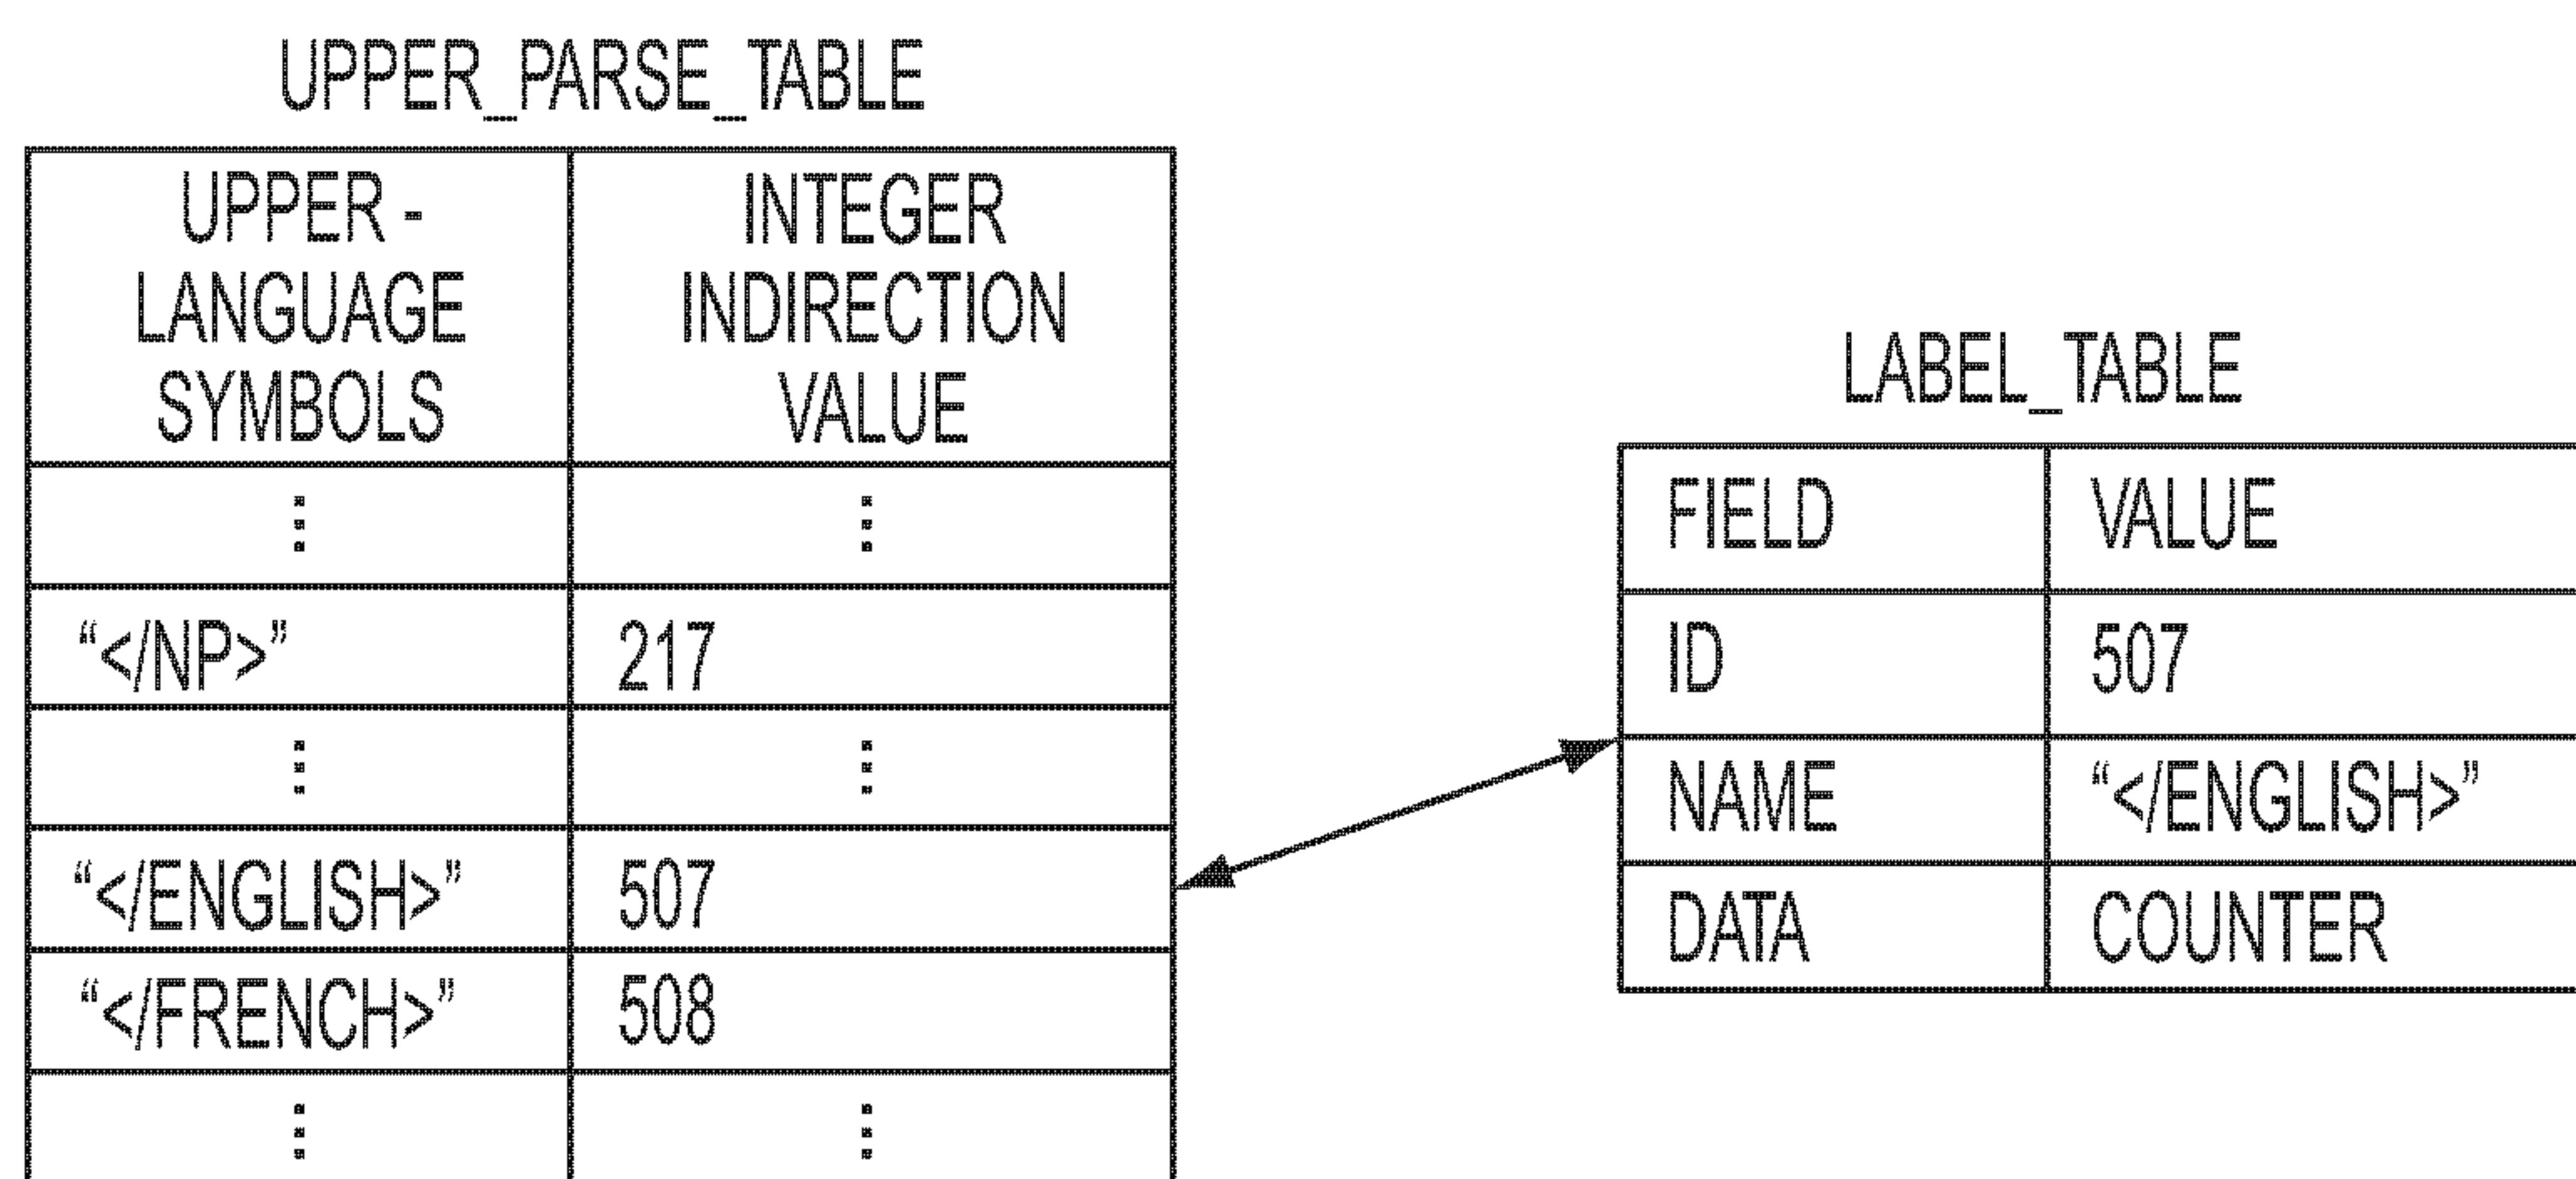 UPPER_PARSE_TABLE
UPPER -
LANGUAGE
SYMBOLS
INTEGER
INDIRECTION
VALUE
“</NP>” 217
“</ENGLISH>” 507
“</FRENCH>” 508
LABEL_TABLE
FIELD VALUE
ID 507
NAME “</ENGLISH>”
DATA COUNTER